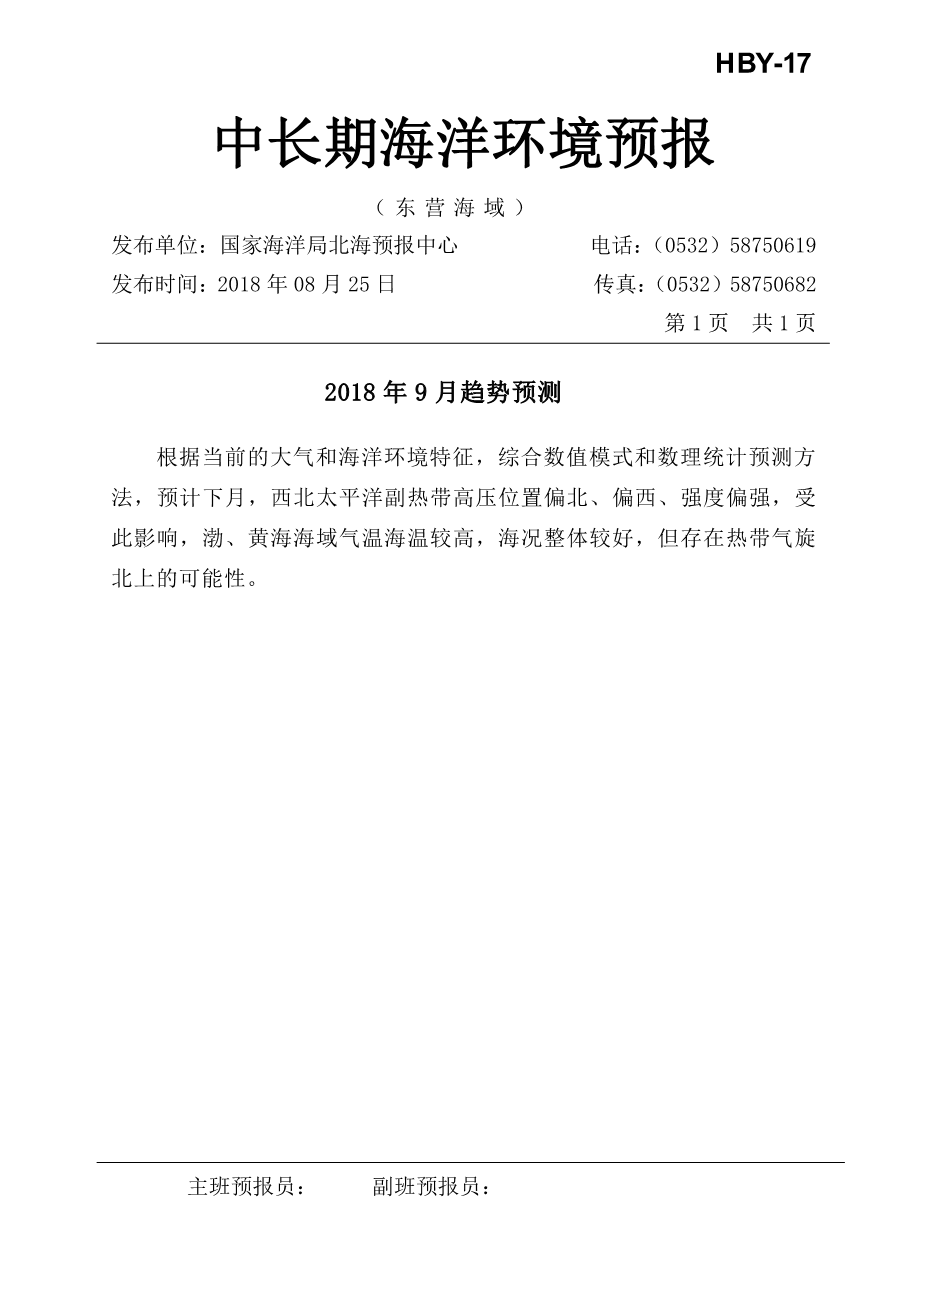 HBY-17
中长期海洋环境预报
（东营海域）
发布单位：国家海洋局北海预报中心 电话：（0532）58750619
发布时间：2018 年 08 月 25 日 传真：（0532）58750682
第 1 页 共 1 页
2018 年 9 月趋势预测
根据当前的大气和海洋环境特征，综合数值模式和数理统计预测方
法，预计下月，西北太平洋副热带高压位置偏北、偏西、强度偏强，受
此影响，渤、黄海海域气温海温较高，海况整体较好，但存在热带气旋
北上的可能性。
主班预报员： 副班预报员：